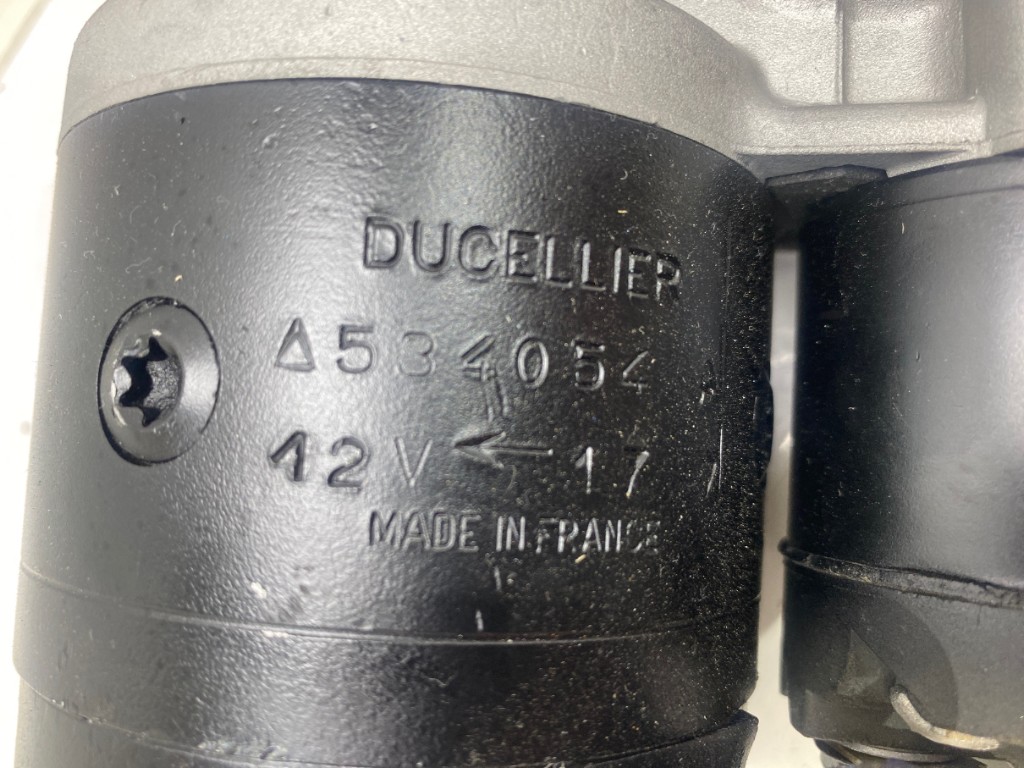 DUCELLIER
Δ534054
12V ← 17
MADE IN FRANCE